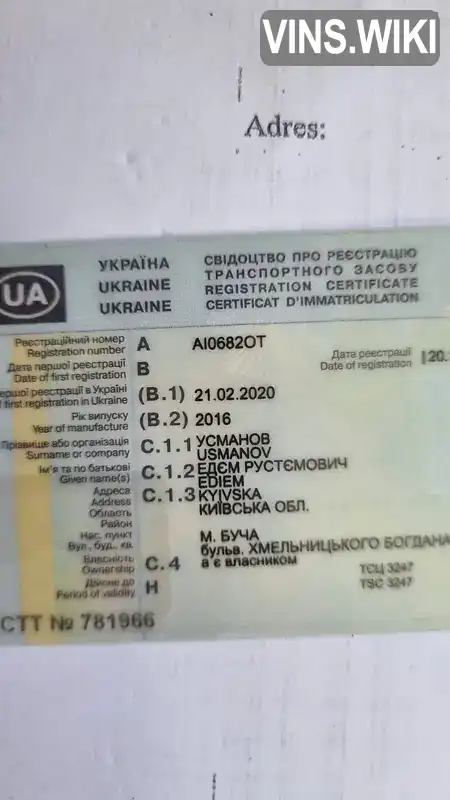 VINS.WIKI
Adres:
УКРАЇНА
UKRAINE
UKRAINE
СВІДОЦТВО ПРО РЕЄСТРАЦІЮ
ТРАНСПОРТНОГО ЗАСОБУ
REGISTRATION CERTIFICATE
CERTIFICAT D'IMMATRICULATION
UA
Реєстраційний номер
Registration number A AI0682OT
Дата реєстрації
Date of registration 20.
Дата першої реєстрації
Date of first registration B
першої реєстрації в Україні
first registration in Ukraine (B.1) 21.02.2020
Рік випуску
Year of manufacture (B.2) 2016
Прізвище або організація
Surname or company C.1.1 УСМАНОВ
USMANOV
Ім'я та по батькові
Given name(s) C.1.2 ЕДЄМ РУСТЄМОВИЧ
EDIEM
Адреса
Address C.1.3 KYIVSKA
Область КИЇВСЬКА ОБЛ.
Район
Нас. пункт М. БУЧА
Вул., буд., кв. бульв. ХМЕЛЬНИЦЬКОГО БОГДАНА
Власність
Ownership C.4 а є власником
Дійсне до
Period of validity H
ТСЦ 3247
TSC 3247
СТТ № 781966